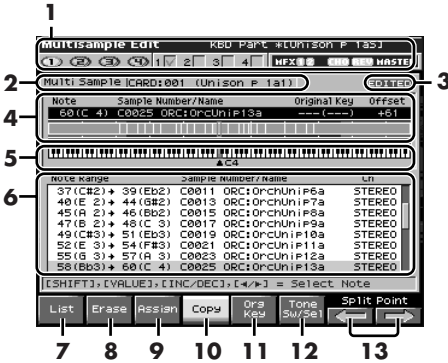 1
Multisample Edit KBD Part *[Unison P 1a5]
1 2 3 4 1 2 3 4 MFX 1 2 CHO REV MASTER
2 Multi Sample CARD:001 (Unison P 1a1) EDITED 3
Note Sample Number/Name Original Key Offset
4 60(C 4) C0025 ORC:OrcUniP13a ---(---) +61
5
▲C4
6
Note Range Sample Number/Name Ch
37(C#2)→ 39(Eb2) C0011 ORC:OrchUniP6a STEREO
40(E 2)→ 44(G#2) C0013 ORC:OrchUniP7a STEREO
45(A 2)→ 46(Bb2) C0015 ORC:OrchUniP8a STEREO
47(B 2)→ 48(C 3) C0017 ORC:OrchUniP9a STEREO
49(C#3)→ 51(Eb3) C0019 ORC:OrcUniP10a STEREO
52(E 3)→ 54(F#3) C0021 ORC:OrcUniP11a STEREO
55(G 3)→ 57(A 3) C0023 ORC:OrcUniP12a STEREO
58(Bb3)→ 60(C 4) C0025 ORC:OrcUniP13a STEREO
[SHIFT],[VALUE],[INC/DEC],[◄/►] = Select Note
List Erase Assign Copy Org Key Tone Sw/Sel Split Point
7 8 9 10 11 12 13